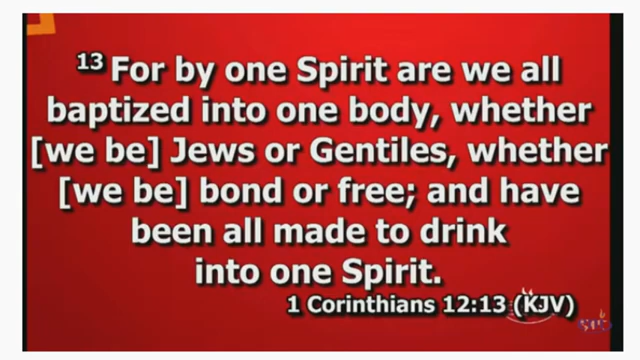 13 For by one Spirit are we all
baptized into one body, whether
[we be] Jews or Gentiles, whether
[we be] bond or free; and have
been all made to drink
into one Spirit.
1 Corinthians 12:13 (KJV)